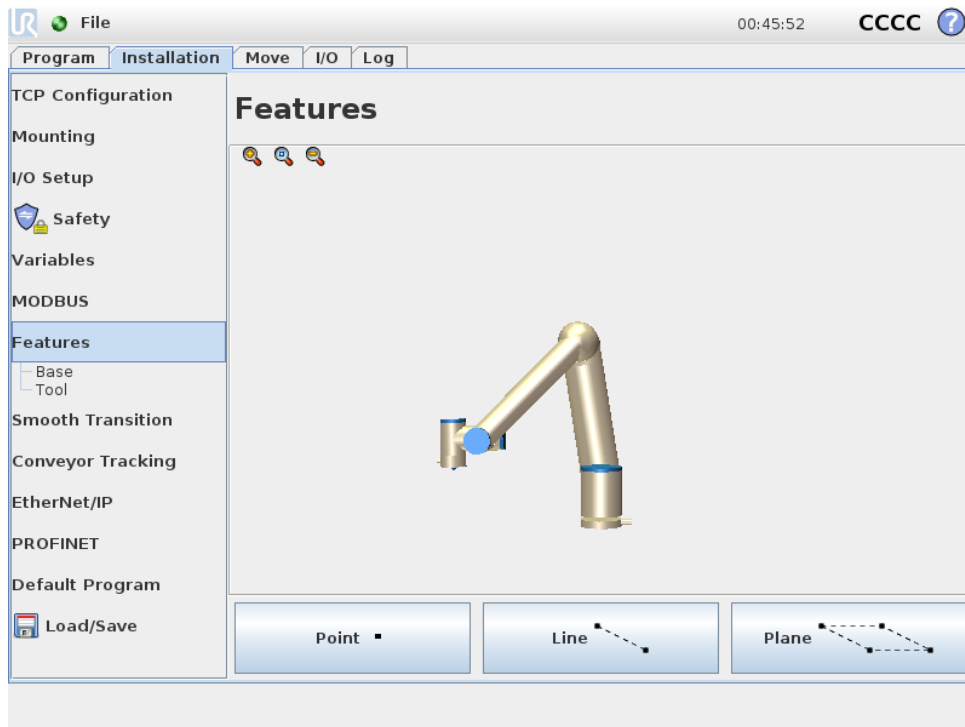 UR File 00:45:52 CCCC ?
Program Installation Move I/O Log
TCP Configuration
Mounting
I/O Setup
Safety
Variables
MODBUS
Features
Base
Tool
Smooth Transition
Conveyor Tracking
EtherNet/IP
PROFINET
Default Program
Load/Save
Features
Point
Line
Plane